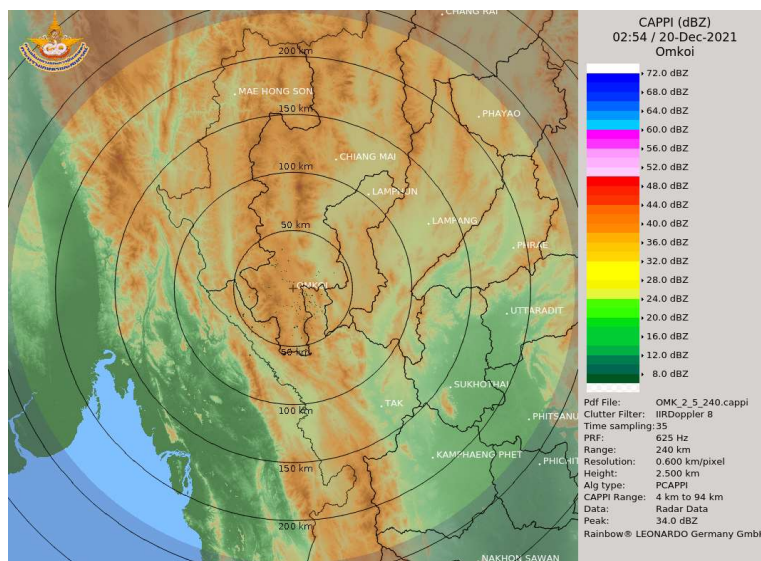 CHANG RAI
200 km
MAE HONG SON
150 km
PHAYAO
CHIANG MAI
100 km
LAMPHUN
LAMPANG
50 km
PHRAE
OMKOI
UTTARADIT
50 km
SUKHOTHAI
TAK
100 km
PHITSANU
KAMPHAENG PHET
PHICHIT
150 km
200 km
NAKHON SAWAN
CAPPI (dBZ)
02:54 / 20-Dec-2021
Omkoi
72.0 dBZ
68.0 dBZ
64.0 dBZ
60.0 dBZ
56.0 dBZ
52.0 dBZ
48.0 dBZ
44.0 dBZ
40.0 dBZ
36.0 dBZ
32.0 dBZ
28.0 dBZ
24.0 dBZ
20.0 dBZ
16.0 dBZ
12.0 dBZ
8.0 dBZ
Pdf File: OMK_2_5_240.cappi
Clutter Filter: IIRDoppler 8
Time sampling:35
PRF: 625 Hz
Range: 240 km
Resolution: 0.600 km/pixel
Height: 2.500 km
Alg type: PCAPPI
CAPPI Range: 4 km to 94 km
Data: Radar Data
Peak: 34.0 dBZ
Rainbow® LEONARDO Germany GmbH